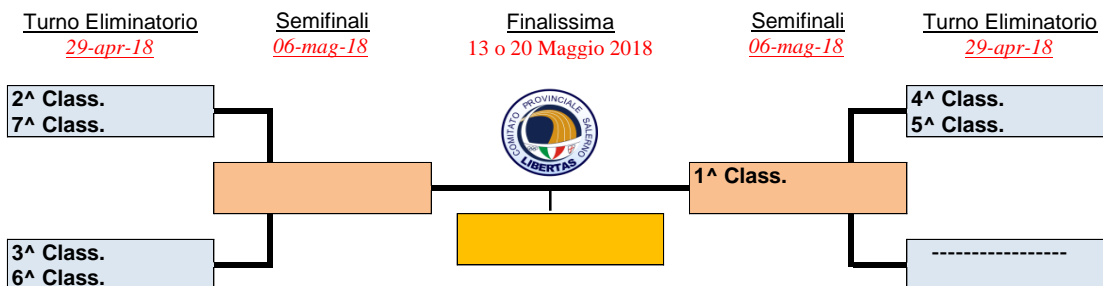 Turno Eliminatorio
29-apr-18
Semifinali
06-mag-18
Finalissima
13 o 20 Maggio 2018
Semifinali
06-mag-18
Turno Eliminatorio
29-apr-18
2^ Class.
7^ Class.
COMITATO PROVINCIALE SALERNO
LIBERTAS
4^ Class.
5^ Class.
1^ Class.
3^ Class.
6^ Class.
-----------------